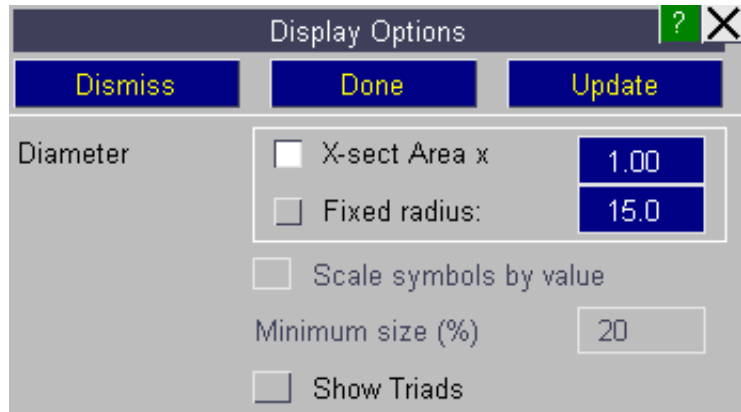 Display Options ?
Dismiss Done Update
Diameter X-sect Area x 1.00
Fixed radius: 15.0
Scale symbols by value
Minimum size (%) 20
Show Triads